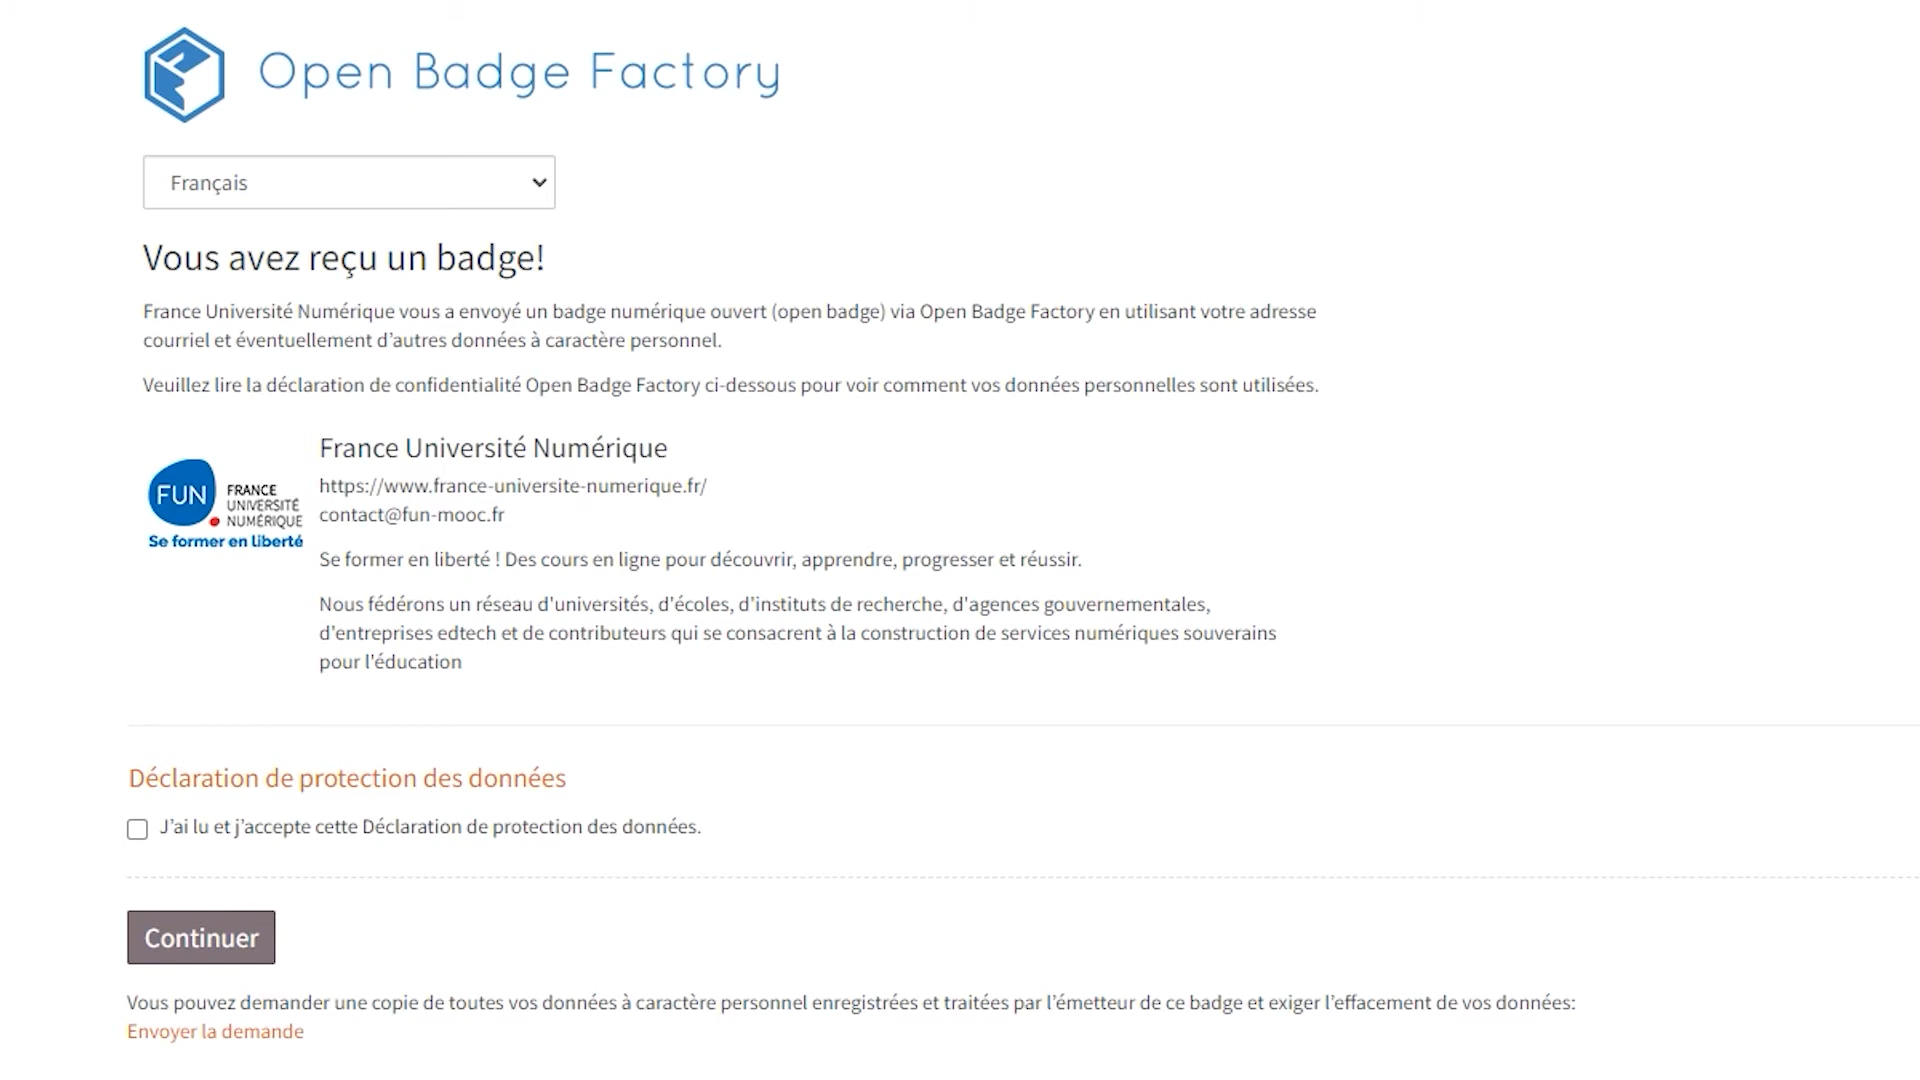 Open Badge Factory
Français
Vous avez reçu un badge!
France Université Numérique vous a envoyé un badge numérique ouvert (open badge) via Open Badge Factory en utilisant votre adresse
courriel et éventuellement d’autres données à caractère personnel.
Veuillez lire la déclaration de confidentialité Open Badge Factory ci-dessous pour voir comment vos données personnelles sont utilisées.
FUN
FRANCE
UNIVERSITÉ
NUMÉRIQUE
Se former en liberté
France Université Numérique
https://www.france-universite-numerique.fr/
contact@fun-mooc.fr
Se former en liberté ! Des cours en ligne pour découvrir, apprendre, progresser et réussir.
Nous fédérons un réseau d'universités, d'écoles, d'instituts de recherche, d'agences gouvernementales,
d'entreprises edtech et de contributeurs qui se consacrent à la construction de services numériques souverains
pour l'éducation
Déclaration de protection des données
J’ai lu et j’accepte cette Déclaration de protection des données.
Continuer
Vous pouvez demander une copie de toutes vos données à caractère personnel enregistrées et traitées par l’émetteur de ce badge et exiger l’effacement de vos données:
Envoyer la demande